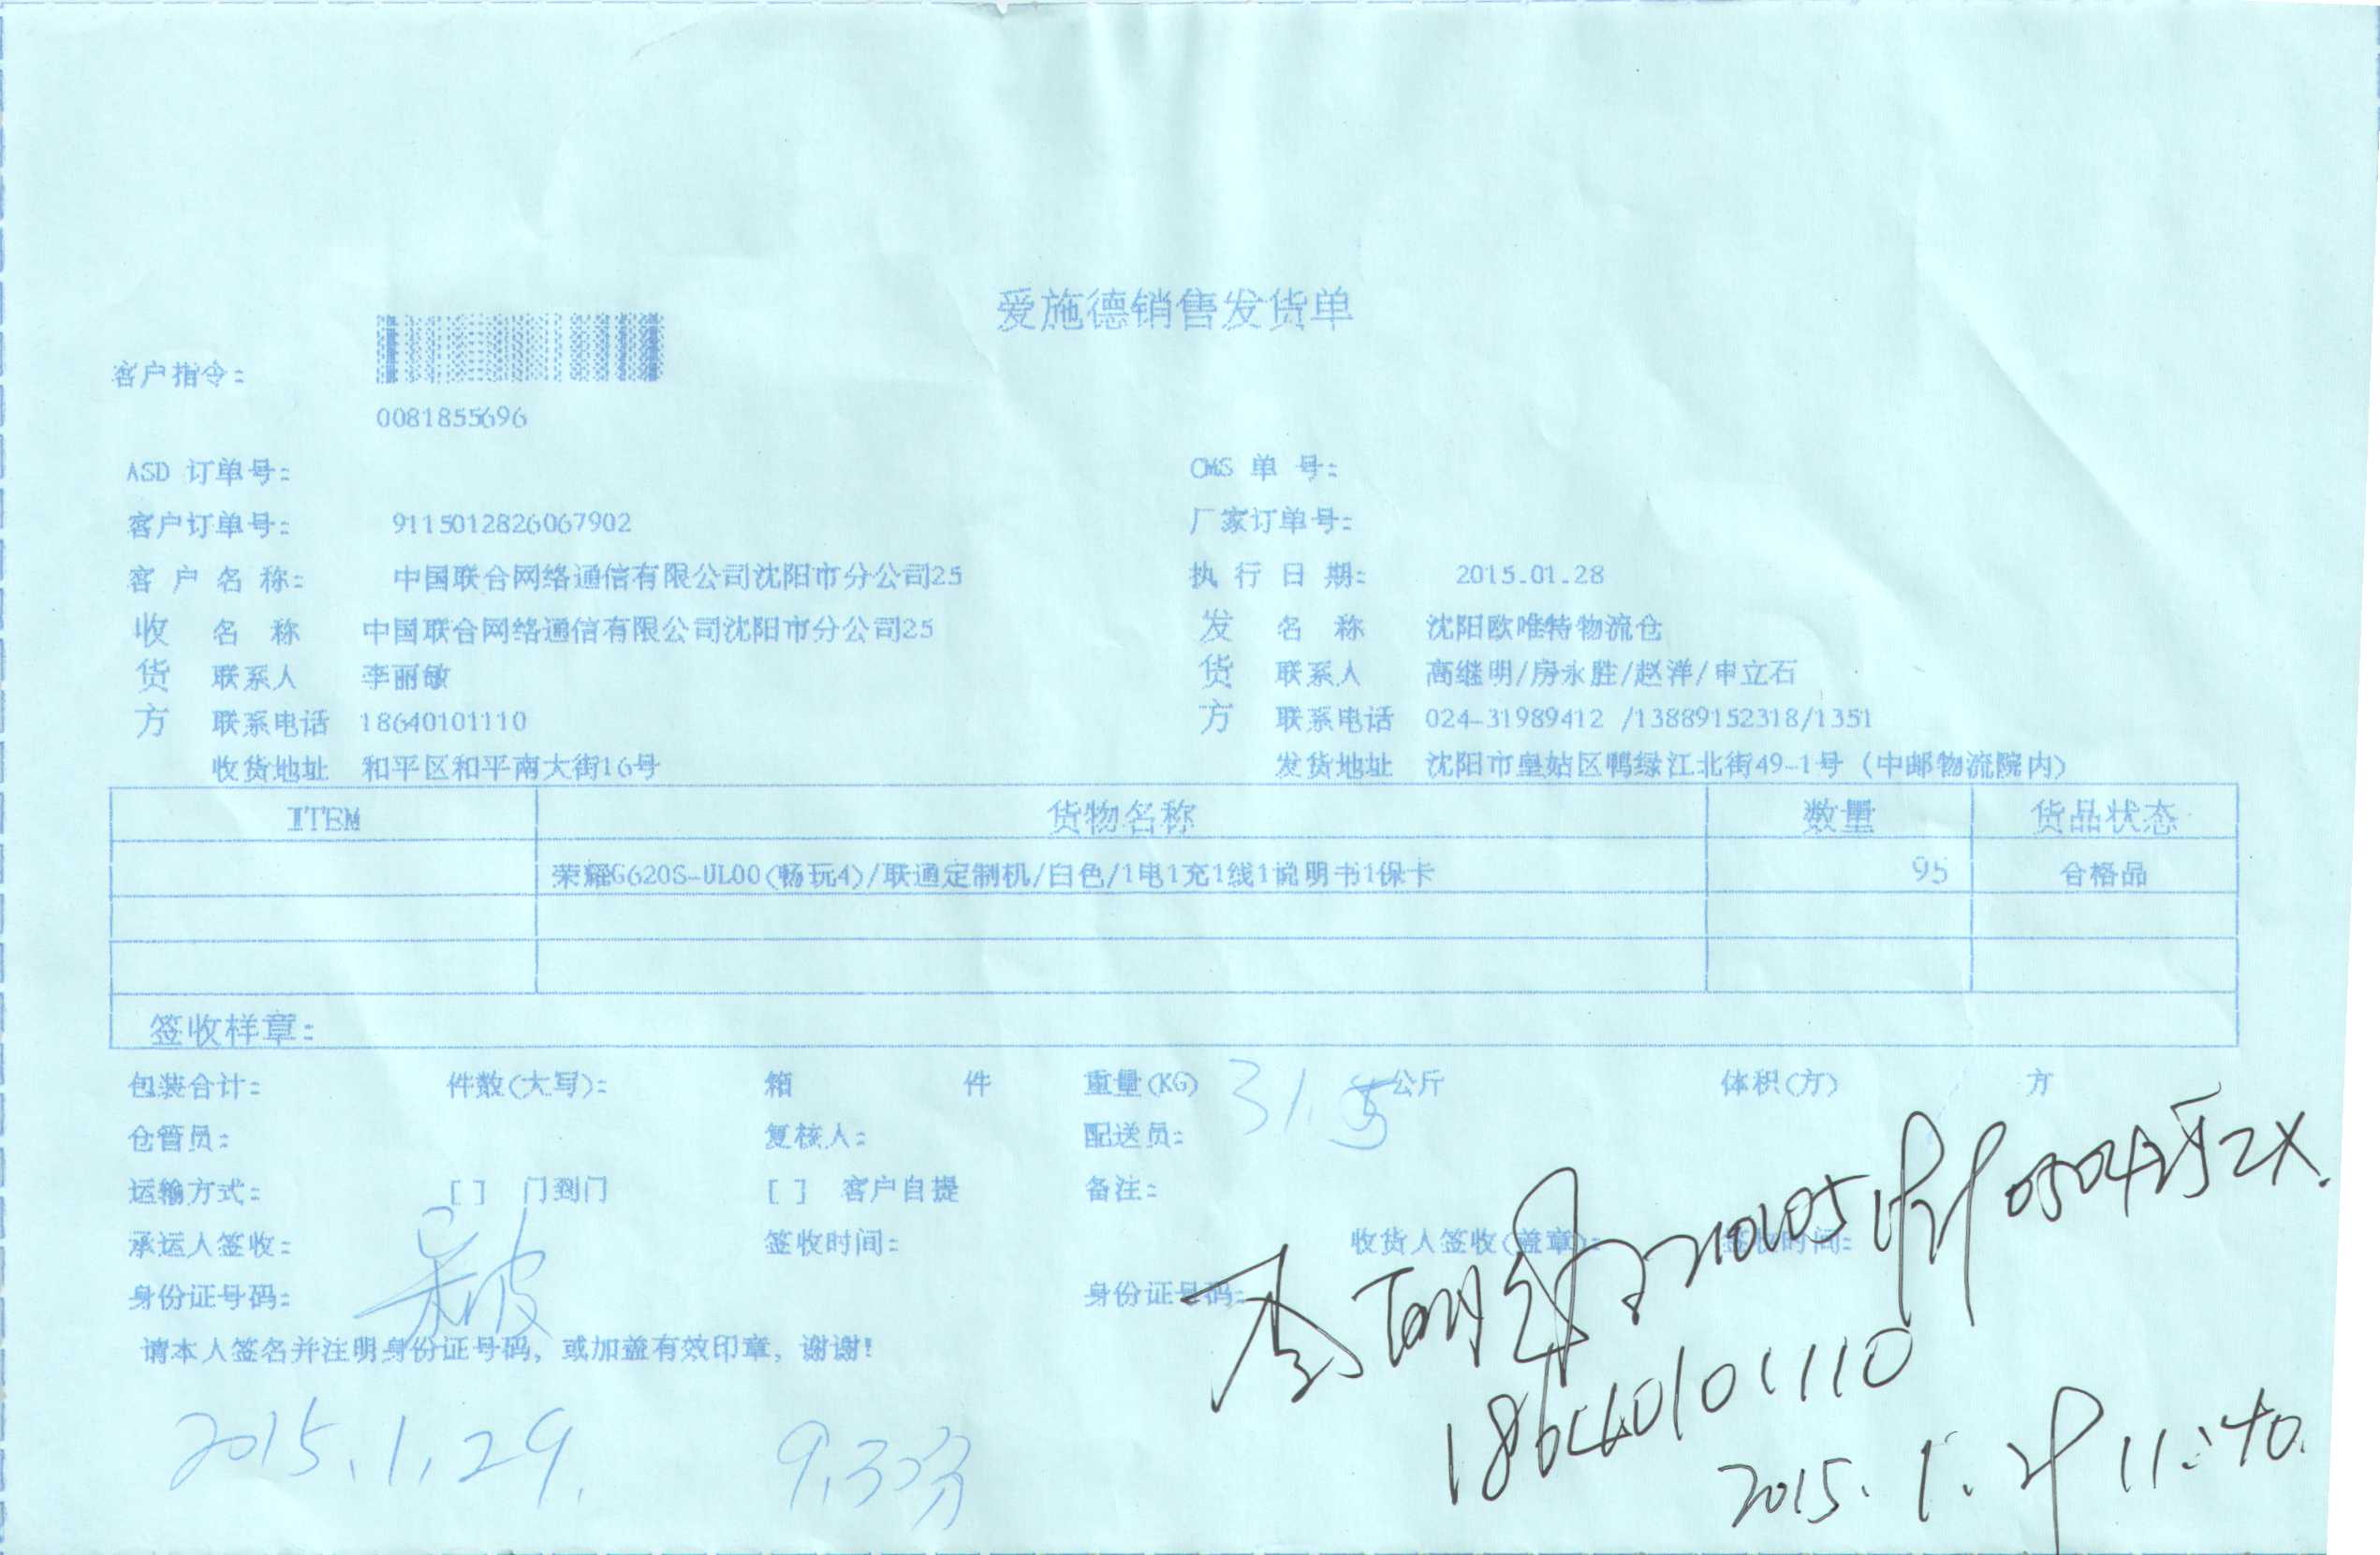 爱施德销售发货单
客户指令:
0081855696
ASD 订单号: CMS 单 号:
客户订单号: 9115012826067902 厂家订单号:
客 户 名 称: 中国联合网络通信有限公司沈阳市分公司25 执 行 日 期: 2015.01.28
收 名 称 中国联合网络通信有限公司沈阳市分公司25 发 名 称 沈阳欧唯特物流仓
货 联系人 李丽敏 货 联系人 高继明/房永胜/赵洋/申立石
方 联系电话 18640101110 方 联系电话 024-31989412 /13889152318/1351
收货地址 和平区和平南大街16号 发货地址 沈阳市皇姑区鸭绿江北街49-1号 (中邮物流院内)
ITEM 货物名称 数量 货品状态
荣耀G620S-UL00(畅玩4)/联通定制机/白色/1电1充1线1说明书1保卡 95 合格品
签收样章:
包装合计: 件数(大写): 箱 件 重量(KG) 31.5 公斤 体积(方) 方
仓管员: 复核人: 配送员:
运输方式: [ ] 门到门 [ ] 客户自提 备注:
承运人签收: 签收时间: 收货人签收(盖章): 签收时间:
身份证号码: 身份证号码: 李丽敏
请本人签名并注明身份证号码, 或加盖有效印章, 谢谢!
18640101110
2015.1.29. 9.30分 2015.1.29 11:40.